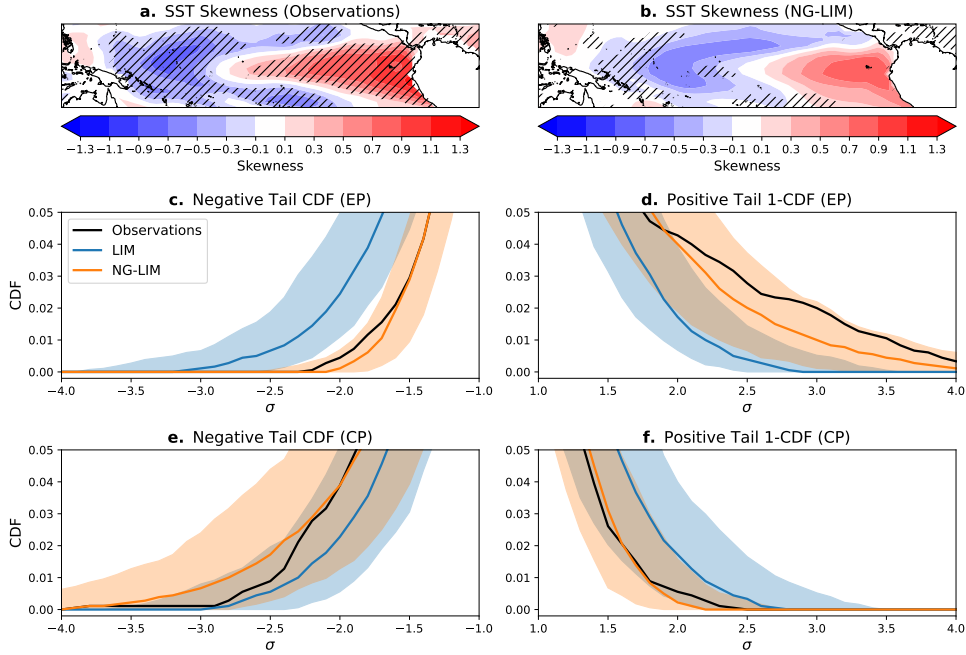 a. SST Skewness (Observations)
b. SST Skewness (NG-LIM)
−1.3 −1.1 −0.9 −0.7 −0.5 −0.3 −0.1 0.1 0.3 0.5 0.7 0.9 1.1 1.3
Skewness
−1.3 −1.1 −0.9 −0.7 −0.5 −0.3 −0.1 0.1 0.3 0.5 0.7 0.9 1.1 1.3
Skewness
c. Negative Tail CDF (EP)
CDF
0.05
0.04
0.03
0.02
0.01
0.00
Observations
LIM
NG-LIM
−4.0 −3.5 −3.0 −2.5 −2.0 −1.5 −1.0
σ
d. Positive Tail 1-CDF (EP)
0.05
0.04
0.03
0.02
0.01
0.00
1.0 1.5 2.0 2.5 3.0 3.5 4.0
σ
e. Negative Tail CDF (CP)
CDF
0.05
0.04
0.03
0.02
0.01
0.00
−4.0 −3.5 −3.0 −2.5 −2.0 −1.5 −1.0
σ
f. Positive Tail 1-CDF (CP)
0.05
0.04
0.03
0.02
0.01
0.00
1.0 1.5 2.0 2.5 3.0 3.5 4.0
σ